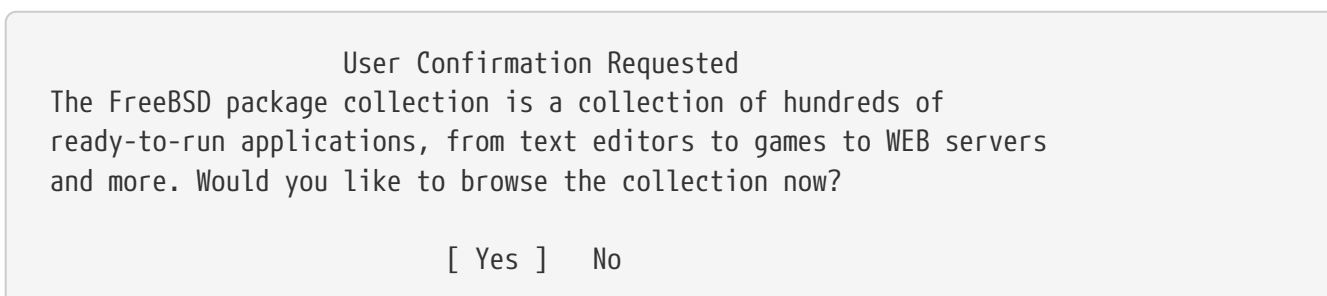 User Confirmation Requested
The FreeBSD package collection is a collection of hundreds of
ready-to-run applications, from text editors to games to WEB servers
and more. Would you like to browse the collection now?
[ Yes ]   No